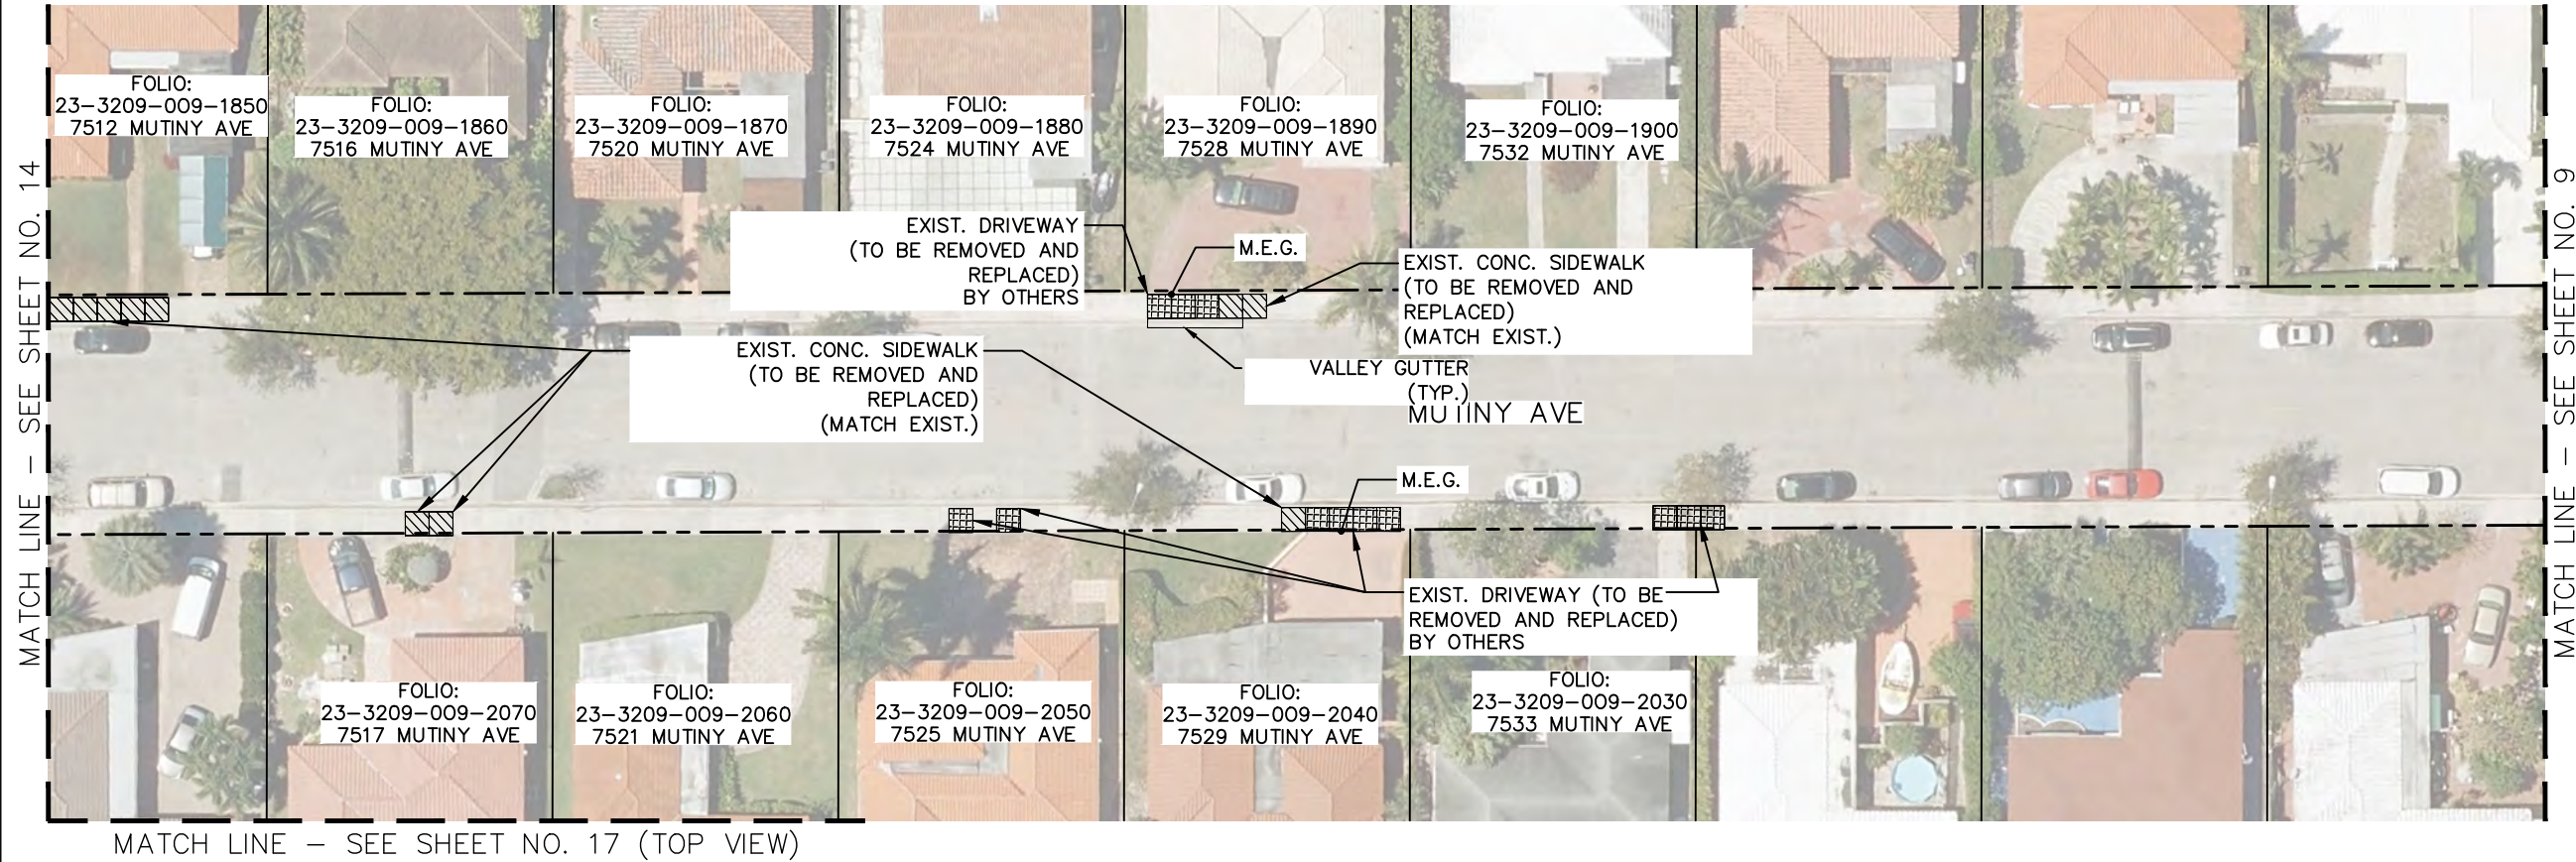 FOLIO:
23-3209-009-1850
7512 MUTINY AVE
FOLIO:
23-3209-009-1860
7516 MUTINY AVE
FOLIO:
23-3209-009-1870
7520 MUTINY AVE
FOLIO:
23-3209-009-1880
7524 MUTINY AVE
FOLIO:
23-3209-009-1890
7528 MUTINY AVE
FOLIO:
23-3209-009-1900
7532 MUTINY AVE
MATCH LINE - SEE SHEET NO. 14
MATCH LINE - SEE SHEET NO. 9
EXIST. DRIVEWAY
(TO BE REMOVED AND
REPLACED)
BY OTHERS
M.E.G.
EXIST. CONC. SIDEWALK
(TO BE REMOVED AND
REPLACED)
(MATCH EXIST.)
EXIST. CONC. SIDEWALK
(TO BE REMOVED AND
REPLACED)
(MATCH EXIST.)
VALLEY GUTTER
(TYP.)
MUTINY AVE
M.E.G.
EXIST. DRIVEWAY (TO BE
REMOVED AND REPLACED)
BY OTHERS
FOLIO:
23-3209-009-2070
7517 MUTINY AVE
FOLIO:
23-3209-009-2060
7521 MUTINY AVE
FOLIO:
23-3209-009-2050
7525 MUTINY AVE
FOLIO:
23-3209-009-2040
7529 MUTINY AVE
FOLIO:
23-3209-009-2030
7533 MUTINY AVE
MATCH LINE - SEE SHEET NO. 17 (TOP VIEW)